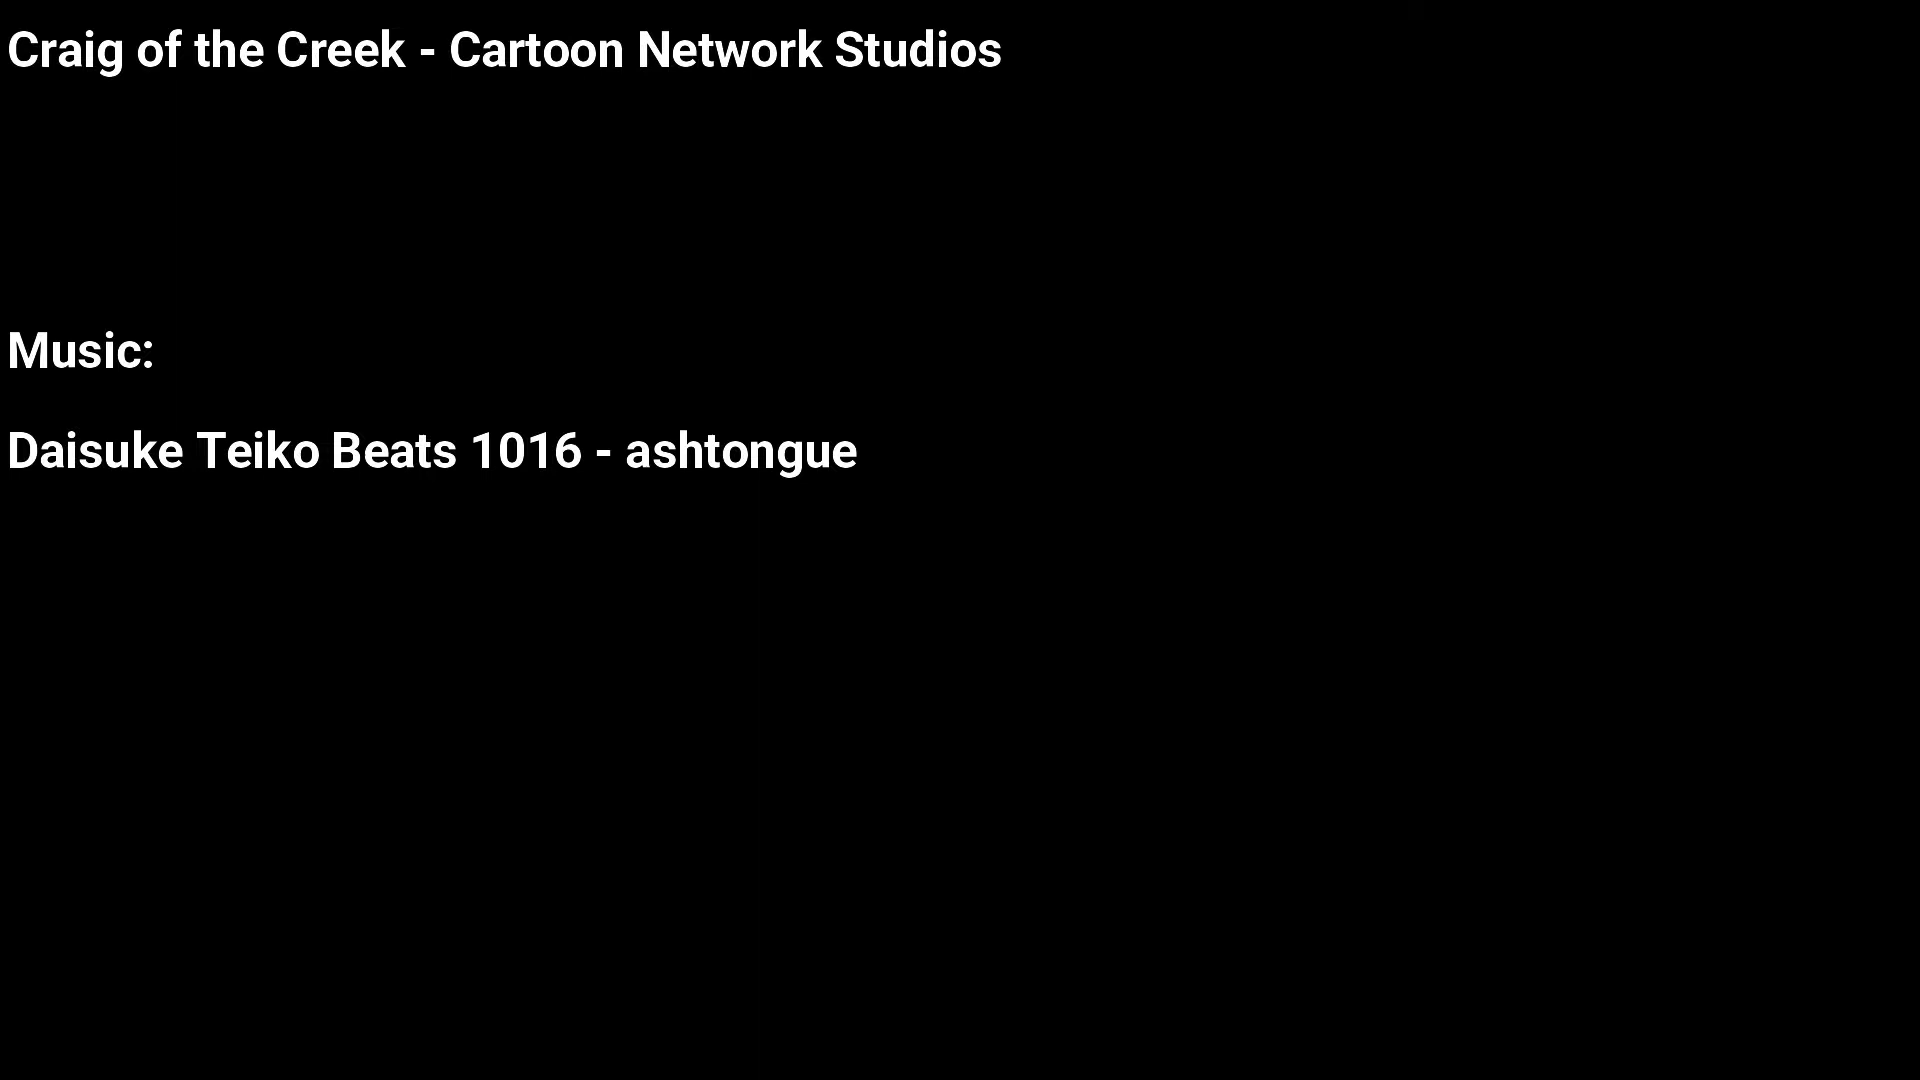 Craig of the Creek - Cartoon Network Studios
Music:
Daisuke Teiko Beats 1016 - ashtongue